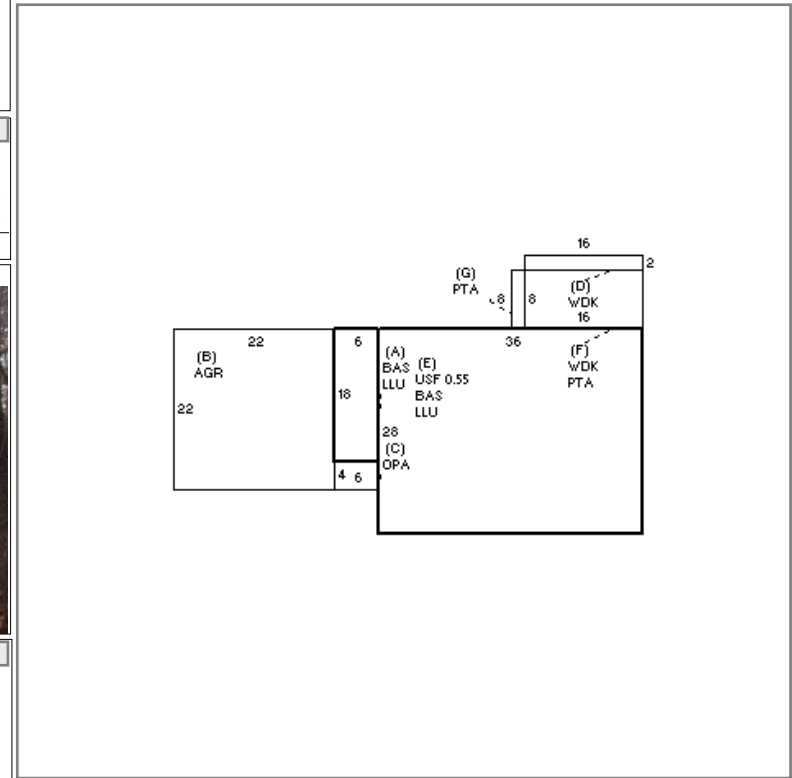 16
2
(G)
PTA
8
8
(D)
WDK
16
22
6
36
(B)
AGR
(A)
BAS
LLU
(E)
USF 0.55
BAS
LLU
(F)
WDK
PTA
18
22
28
(C)
OPA
4 6